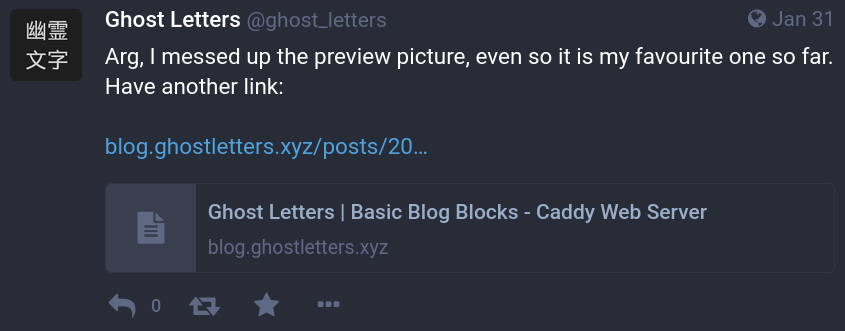 幽霊
文字
Ghost Letters @ghost_letters
Jan 31
Arg, I messed up the preview picture, even so it is my favourite one so far.
Have another link:
blog.ghostletters.xyz/posts/20…
Ghost Letters | Basic Blog Blocks - Caddy Web Server
blog.ghostletters.xyz
0